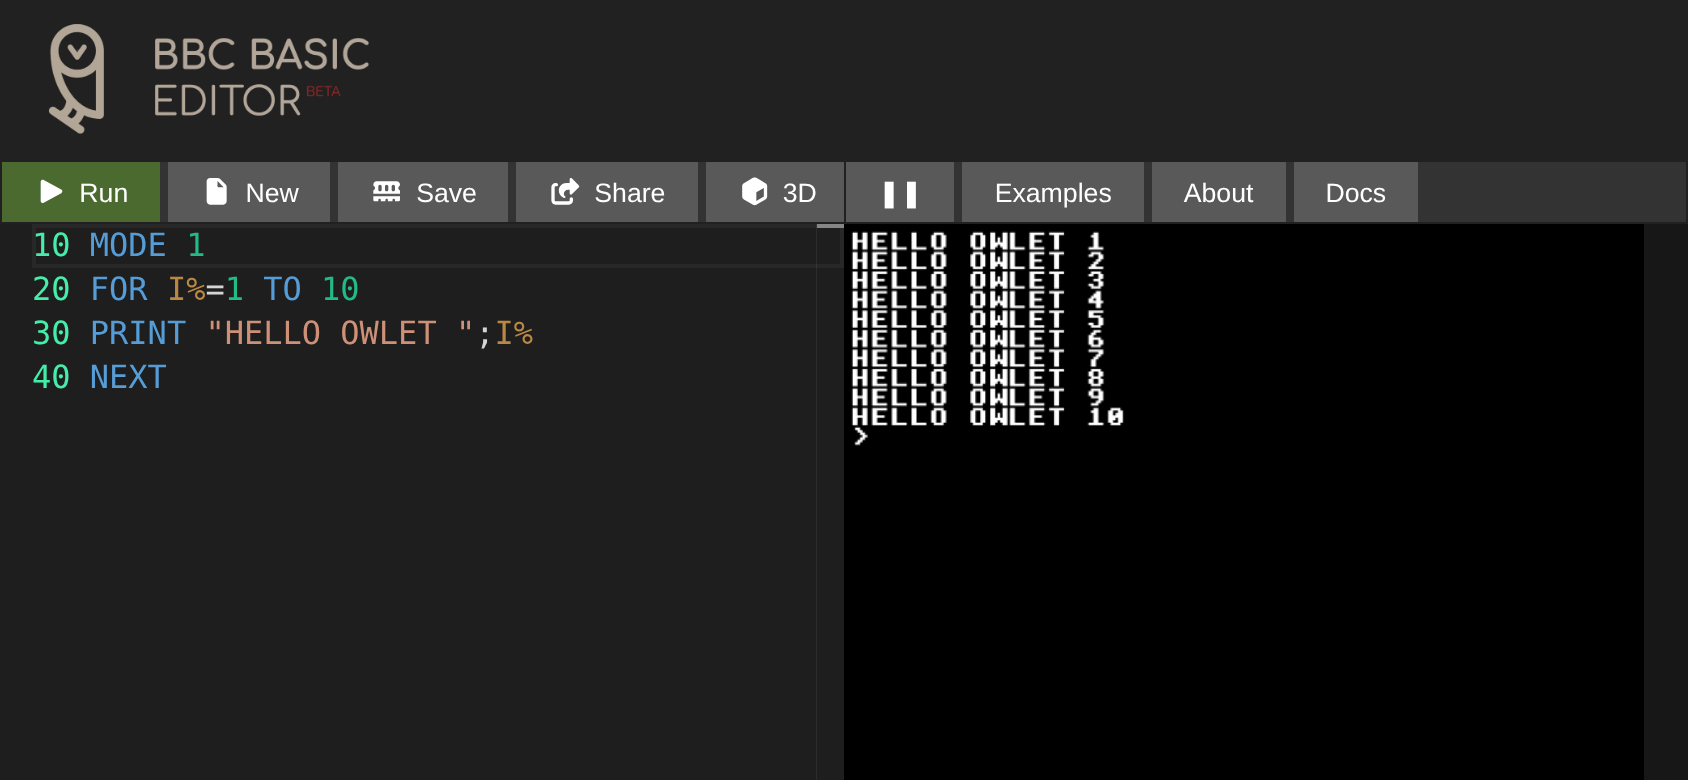 BBC BASIC
EDITOR BETA
Run New Save Share 3D Examples About Docs
10 MODE 1
20 FOR I%=1 TO 10
30 PRINT "HELLO OWLET ";I%
40 NEXT
HELLO OWLET 1
HELLO OWLET 2
HELLO OWLET 3
HELLO OWLET 4
HELLO OWLET 5
HELLO OWLET 6
HELLO OWLET 7
HELLO OWLET 8
HELLO OWLET 9
HELLO OWLET 10
>